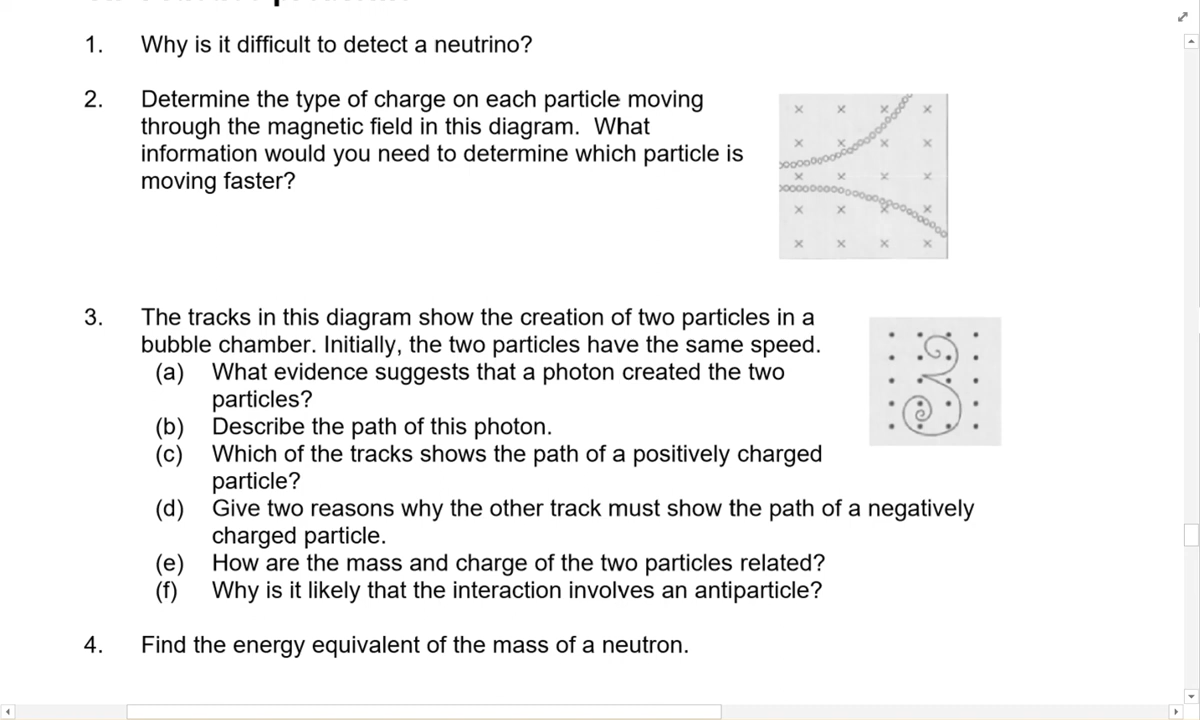 1. Why is it difficult to detect a neutrino?
2. Determine the type of charge on each particle moving
through the magnetic field in this diagram. What
information would you need to determine which particle is
moving faster?
3. The tracks in this diagram show the creation of two particles in a
bubble chamber. Initially, the two particles have the same speed.
(a) What evidence suggests that a photon created the two
particles?
(b) Describe the path of this photon.
(c) Which of the tracks shows the path of a positively charged
particle?
(d) Give two reasons why the other track must show the path of a negatively
charged particle.
(e) How are the mass and charge of the two particles related?
(f) Why is it likely that the interaction involves an antiparticle?
4. Find the energy equivalent of the mass of a neutron.